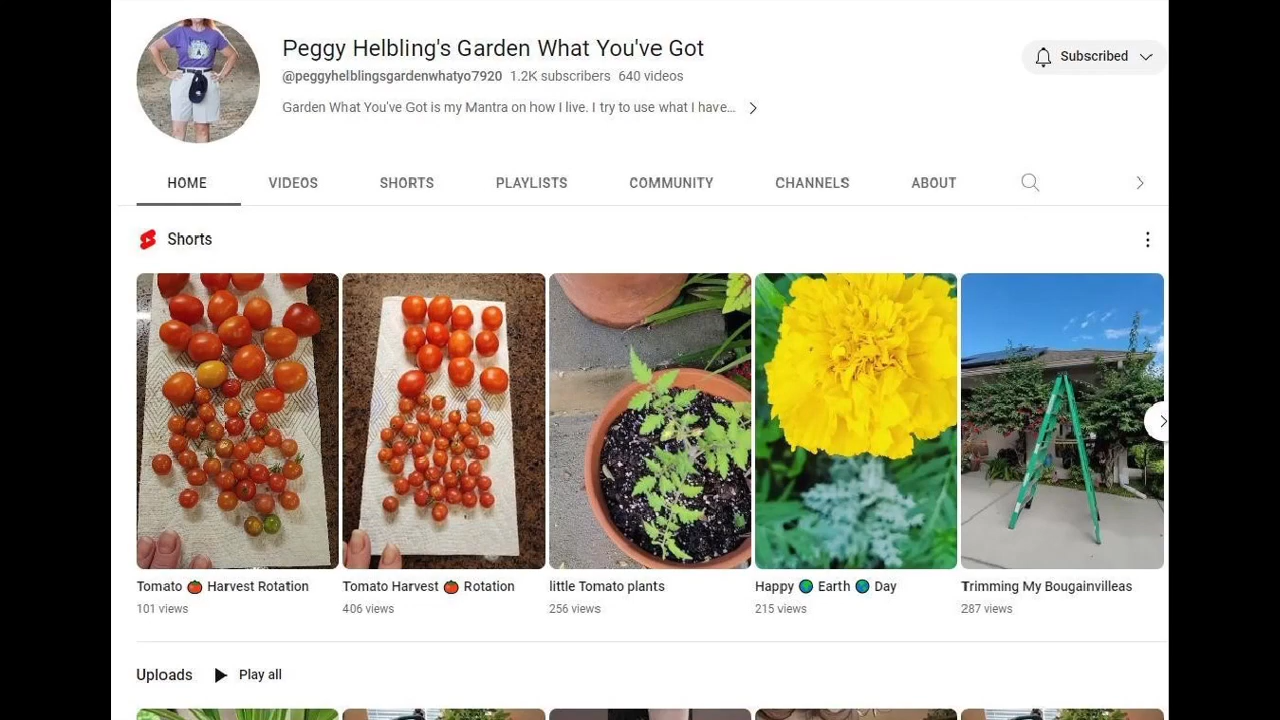 Peggy Helbling's Garden What You've Got
Subscribed
@peggyhelblingsgardenwhatyo7920 1.2K subscribers 640 videos
Garden What You've Got is my Mantra on how I live. I try to use what I have...
HOME VIDEOS SHORTS PLAYLISTS COMMUNITY CHANNELS ABOUT
Shorts
Tomato 🍅 Harvest Rotation
101 views
Tomato Harvest 🍅 Rotation
406 views
little Tomato plants
256 views
Happy 🌍 Earth 🌎 Day
215 views
Trimming My Bougainvilleas
287 views
Uploads Play all